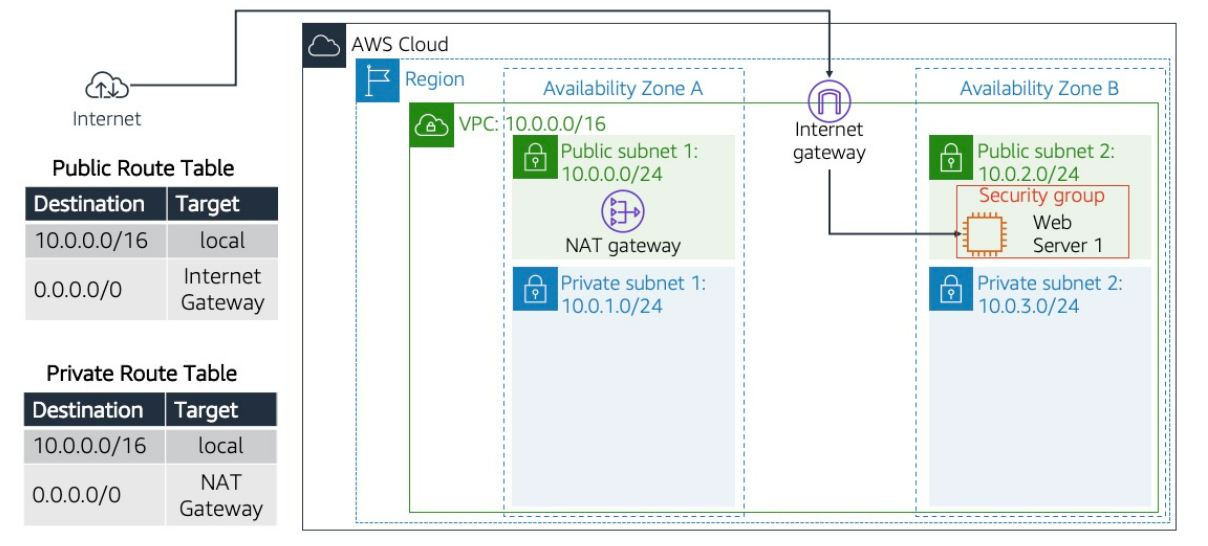 AWS Cloud
Region
Availability Zone A
Availability Zone B
Internet
VPC: 10.0.0.0/16
Internet
gateway
Public subnet 1:
10.0.0.0/24
NAT gateway
Public subnet 2:
10.0.2.0/24
Security group
Web
Server 1
Private subnet 1:
10.0.1.0/24
Private subnet 2:
10.0.3.0/24
Public Route Table
Destination Target
10.0.0.0/16 local
0.0.0.0/0 Internet
Gateway
Private Route Table
Destination Target
10.0.0.0/16 local
0.0.0.0/0 NAT
Gateway